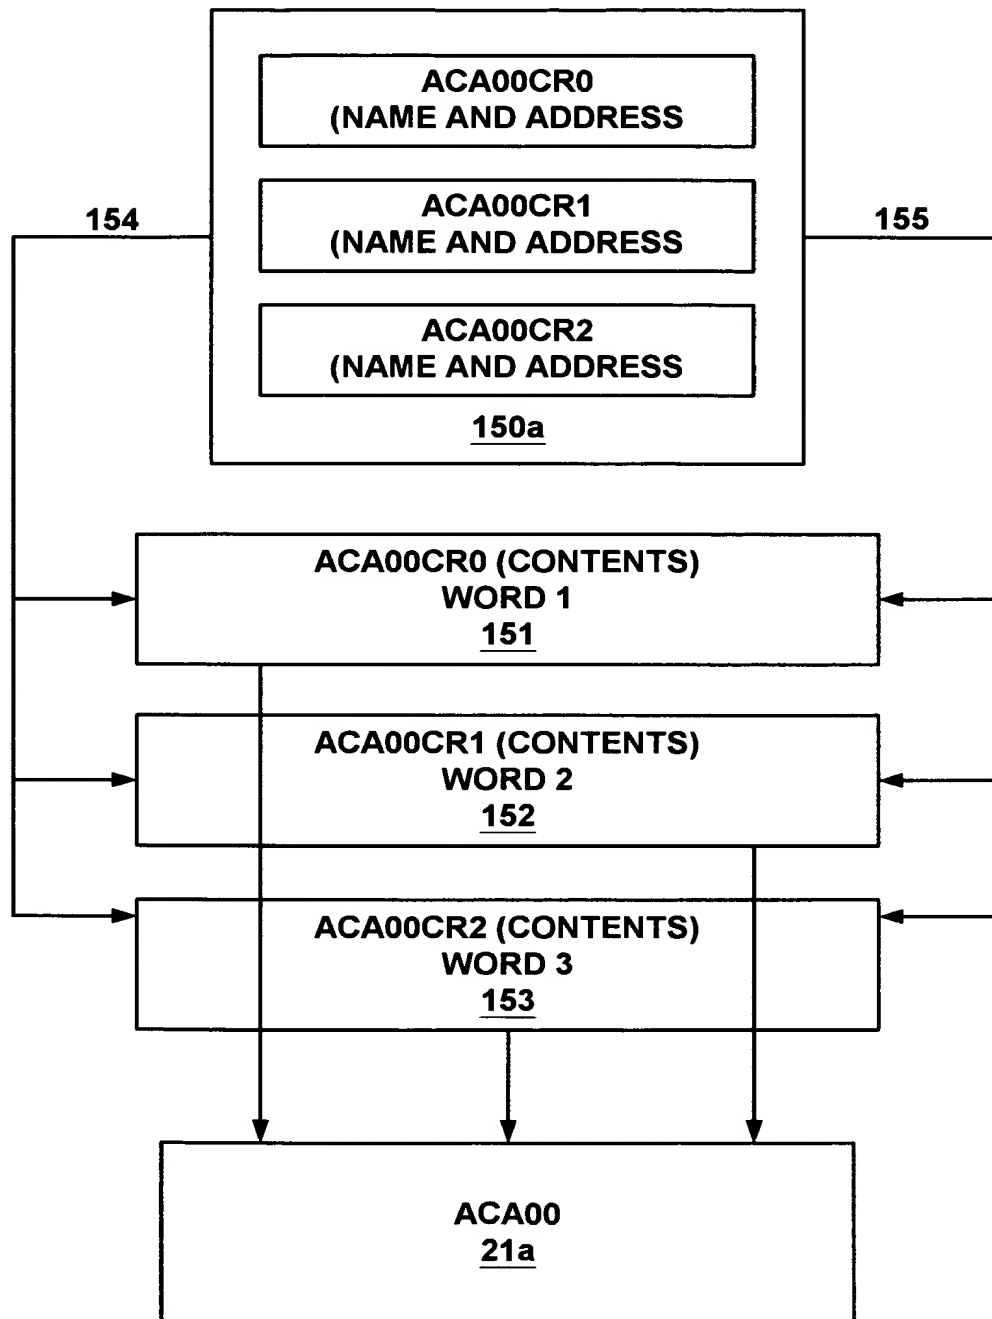 ACA00CR0
(NAME AND ADDRESS
ACA00CR1
(NAME AND ADDRESS
154
155
ACA00CR2
(NAME AND ADDRESS
150a
ACA00CR0 (CONTENTS)
WORD 1
151
ACA00CR1 (CONTENTS)
WORD 2
152
ACA00CR2 (CONTENTS)
WORD 3
153
ACA00
21a